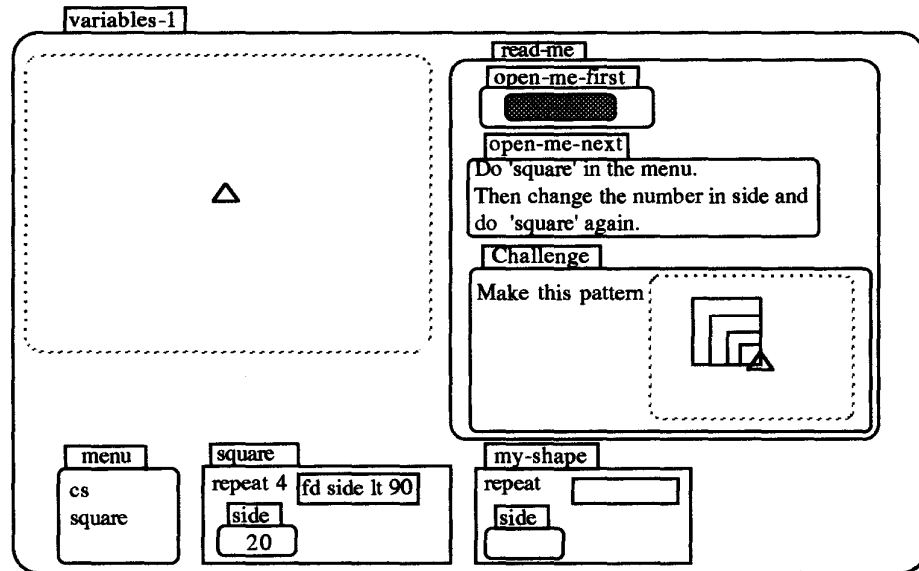 variables-1
read-me
open-me-first
open-me-next
Do 'square' in the menu.
Then change the number in side and
do 'square' again.
Challenge
Make this pattern
menu
cs
square
square
repeat 4 fd side lt 90
side
20
my-shape
repeat
side